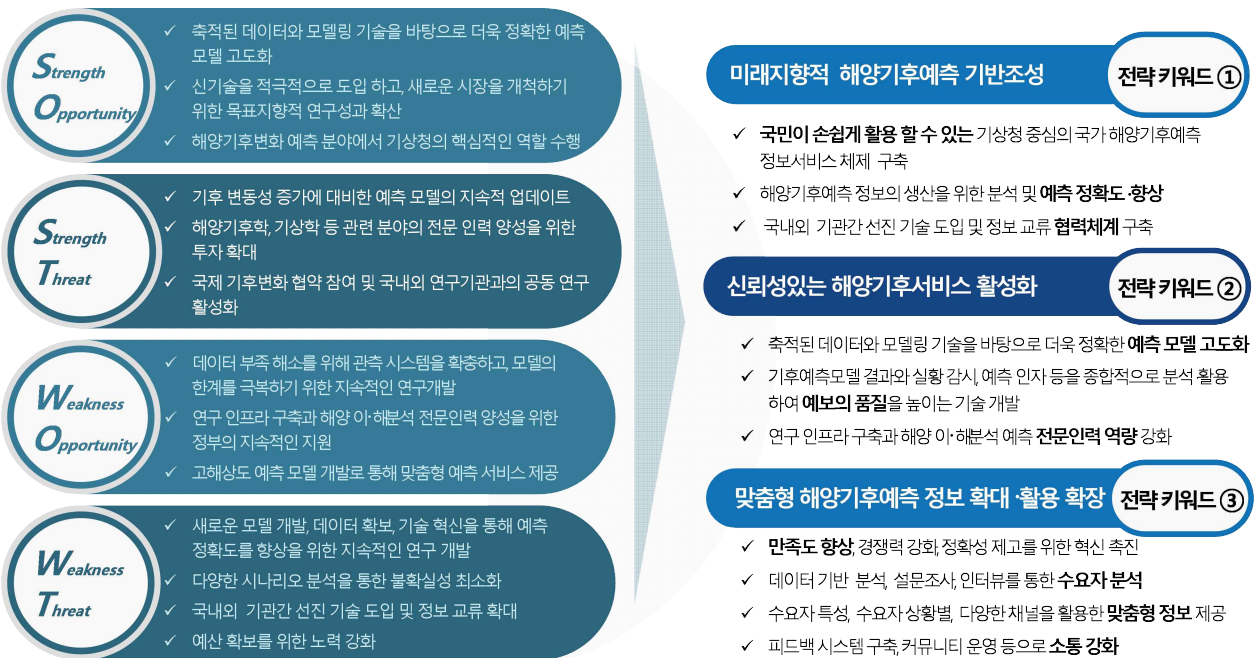 Strength
Opportunity
✓ 축적된 데이터와 모델링 기술을 바탕으로 더욱 정확한 예측
모델 고도화
✓ 신기술을 적극적으로 도입 하고, 새로운 시장을 개척하기
위한 목표지향적 연구성과 확산
✓ 해양기후변화 예측 분야에서 기상청의 핵심적인 역할 수행
Strength
Threat
✓ 기후 변동성 증가에 대비한 예측 모델의 지속적 업데이트
✓ 해양기후학, 기상학 등 관련 분야의 전문 인력 양성을 위한
투자 확대
✓ 국제 기후변화 협약 참여 및 국내외 연구기관과의 공동 연구
활성화
Weakness
Opportunity
✓ 데이터 부족 해소를 위해 관측 시스템을 확충하고, 모델의
한계를 극복하기 위한 지속적인 연구개발
✓ 연구 인프라 구축과 해양 이·해분석 전문인력 양성을 위한
정부의 지속적인 지원
✓ 고해상도 예측 모델 개발로 통해 맞춤형 예측 서비스 제공
Weakness
Threat
✓ 새로운 모델 개발, 데이터 확보, 기술 혁신을 통해 예측
정확도를 향상을 위한 지속적인 연구 개발
✓ 다양한 시나리오 분석을 통한 불확실성 최소화
✓ 국내외 기관간 선진 기술 도입 및 정보 교류 확대
✓ 예산 확보를 위한 노력 강화
미래지향적 해양기후예측 기반조성
전략 키워드 ①
✓ 국민이 손쉽게 활용 할 수 있는 기상청 중심의 국가 해양기후예측
정보서비스 체제 구축
✓ 해양기후예측 정보의 생산을 위한 분석 및 예측 정확도 ·향상
✓ 국내외 기관간 선진 기술 도입 및 정보 교류 협력체계 구축
신뢰성있는 해양기후서비스 활성화
전략 키워드 ②
✓ 축적된 데이터와 모델링 기술을 바탕으로 더욱 정확한 예측 모델 고도화
✓ 기후예측모델 결과와 실황 감시, 예측 인자 등을 종합적으로 분석·활용
하여 예보의 품질을 높이는 기술 개발
✓ 연구 인프라 구축과 해양 이·해분석 예측 전문인력 역량 강화
맞춤형 해양기후예측 정보 확대 ·활용 확장
전략 키워드 ③
✓ 만족도 향상, 경쟁력 강화, 정확성 제고를 위한 혁신 촉진
✓ 데이터 기반 분석, 설문조사, 인터뷰를 통한 수요자 분석
✓ 수요자 특성, 수요자 상황별, 다양한 채널을 활용한 맞춤형 정보 제공
✓ 피드백 시스템 구축, 커뮤니티 운영 등으로 소통 강화